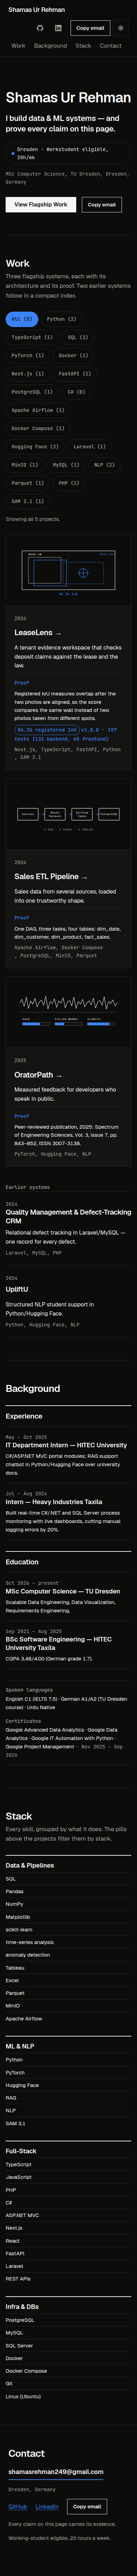 Shamas Ur Rehman
Copy email
Work Background Stack Contact
Shamas Ur Rehman
I build data & ML systems — and
prove every claim on this page.
Dresden · Werkstudent eligible,
20h/wk
MSc Computer Science, TU Dresden, Dresden,
Germany
View Flagship Work Copy email
Work
Three flagship systems, each with its
architecture and its proof. Two earlier systems
follow in a compact index.
All (5) Python (2)
TypeScript (1) SQL (2)
PyTorch (1) Docker (1)
Next.js (1) FastAPI (1)
PostgreSQL (1) C# (0)
Apache Airflow (1)
Docker Compose (1)
Hugging Face (2) Laravel (1)
MinIO (1) MySQL (1) NLP (2)
Parquet (1) PHP (1)
SAM 3.1 (1)
Showing all 5 projects.
2026
LeaseLens →
A tenant evidence workspace that checks
deposit claims against the lease and
law.
Proof
Registered IoU measures overlap after the
two photos are aligned, so the score
compares the same room spot instead of two
photos taken from different spots.
86.1% registered IoU v1.0.0 · 197
tests (132 backend, 65 frontend)
Next.js, TypeScript, FastAPI, Python
, SAM 3.1
2026
Sales ETL Pipeline →
Sales data from several sources, loaded
into one trustworthy shape.
Proof
One DAG, three tasks, four tables: dim_date,
dim_customer, dim_product, fact_sales.
Apache Airflow, Docker Compose
, PostgreSQL, MinIO, Parquet
2025
OratorPath →
Measured feedback for developers who
speak in public.
Proof
Peer-reviewed publication, 2025: Spectrum
of Engineering Sciences, Vol. 3, Issue 7, pp.
843–852, ISSN 3007-3138.
PyTorch, Hugging Face, NLP
Earlier systems
2024
Quality Management & Defect-Tracking
CRM
Relational defect tracking in Laravel/MySQL —
one record for every defect.
Laravel, MySQL, PHP
2024
UpliftU
Structured NLP student support in
Python/Hugging Face.
Python, Hugging Face, NLP
Background
Experience
May – Oct 2025
IT Department Intern — HITEC University
C#/ASP.NET MVC portal modules; RAG support
chatbot in Python/Hugging Face over university
docs.
Jul – Aug 2024
Intern — Heavy Industries Taxila
Built real-time C#/.NET and SQL Server process
monitoring with live dashboards, cutting manual
logging errors by 20%.
Education
Oct 2026 – present
MSc Computer Science — TU Dresden
Scalable Data Engineering, Data Visualization,
Requirements Engineering.
Sep 2021 – Aug 2025
BSc Software Engineering — HITEC
University Taxila
CGPA 3.48/4.00 (German grade 1.7).
Spoken languages
English C1 (IELTS 7.5) · German A1/A2 (TU Dresden
course) · Urdu Native
Certificates
Google Advanced Data Analytics · Google Data
Analytics · Google IT Automation with Python ·
Google Project Management · Nov 2025 – Sep
2026
Stack
Every skill, grouped by what it does. The pills
above the projects filter them by stack.
Data & Pipelines
SQL
Pandas
NumPy
Matplotlib
scikit-learn
time-series analysis
anomaly detection
Tableau
Excel
Parquet
MinIO
Apache Airflow
ML & NLP
Python
PyTorch
Hugging Face
RAG
NLP
SAM 3.1
Full-Stack
TypeScript
JavaScript
PHP
C#
ASP.NET MVC
Next.js
React
FastAPI
Laravel
REST APIs
Infra & DBs
PostgreSQL
MySQL
SQL Server
Docker
Docker Compose
Git
Linux (Ubuntu)
Contact
shamasrehman249@gmail.com
Dresden, Germany
GitHub LinkedIn Copy email
Every claim on this page carries its evidence.
Working-student eligible, 20 hours a week.